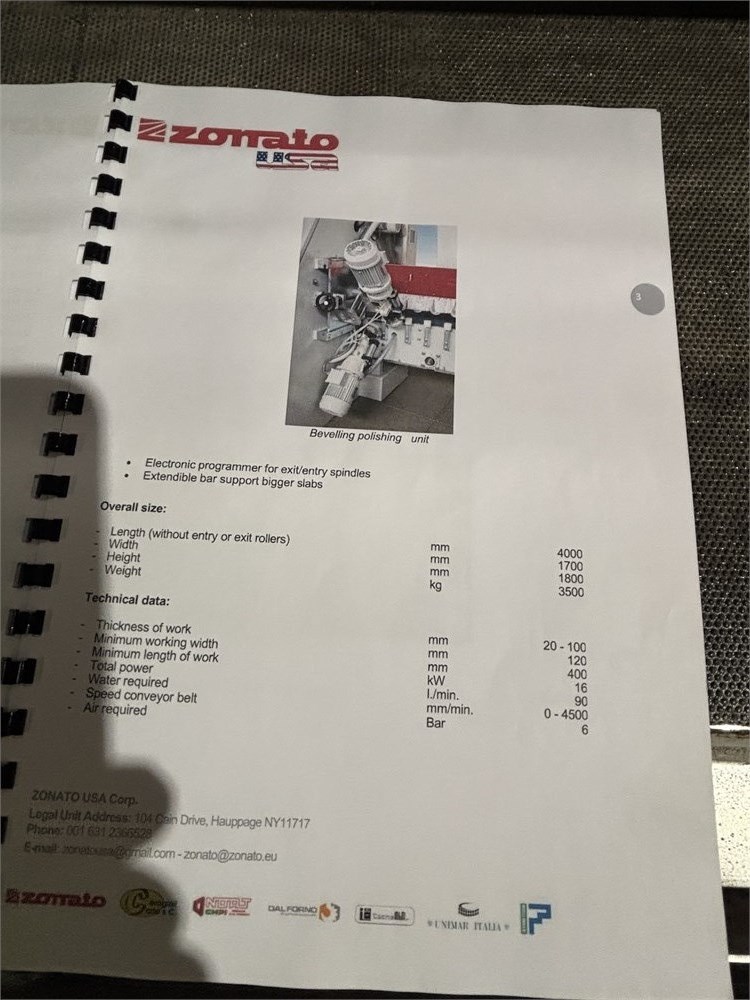 zonato
usa
3
Bevelling polishing unit
• Electronic programmer for exit/entry spindles
• Extendible bar support bigger slabs
Overall size:
- Length (without entry or exit rollers) mm 4000
- Width mm 1700
- Height mm 1800
- Weight kg 3500
Technical data:
- Thickness of work mm 20 - 100
- Minimum working width mm 120
- Minimum length of work mm 400
- Total power kW 16
- Water required l./min. 90
- Speed conveyor belt mm/min. 0 - 4500
- Air required Bar 6
ZONATO USA Corp.
Legal Unit Address: 104 Cain Drive, Hauppage NY11717
Phone: 001 631 2366528
E-mail: zonatousa@gmail.com - zonato@zonato.eu
zonato
DAL FORNO
UNIMAR ITALIA